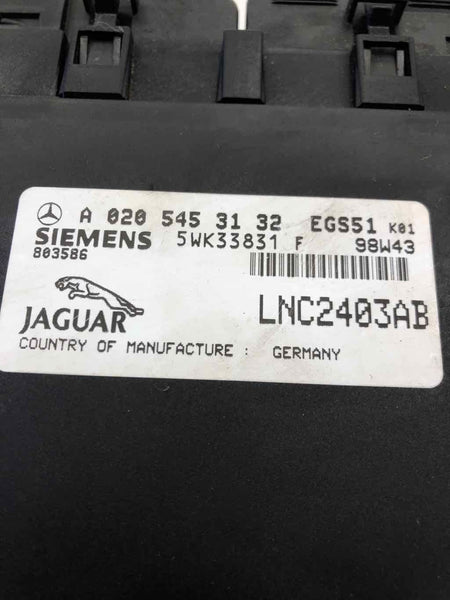 A 020 545 31 32 EGS51 K01
SIEMENS 5WK33831 F 98W43
803586
JAGUAR LNC2403AB
COUNTRY OF MANUFACTURE : GERMANY